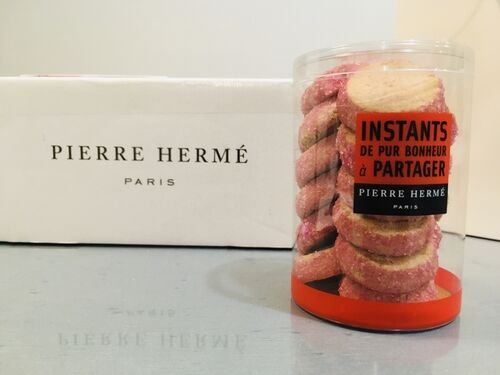 PIERRE HERMÉ
PARIS
INSTANTS
DE PUR BONHEUR
à PARTAGER
PIERRE HERMÉ
PARIS